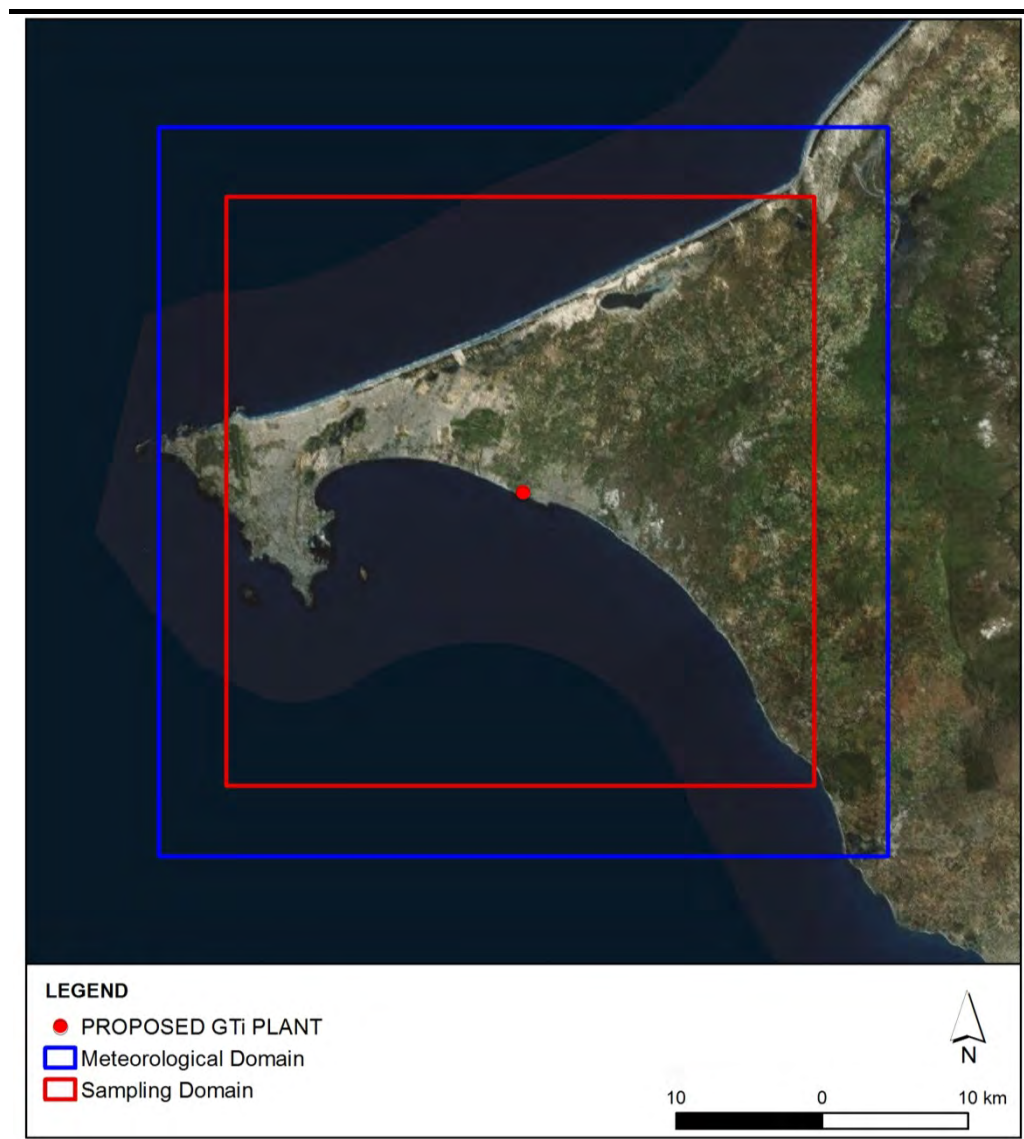 LEGEND
PROPOSED GTi PLANT
Meteorological Domain
Sampling Domain
N
10 0 10 km